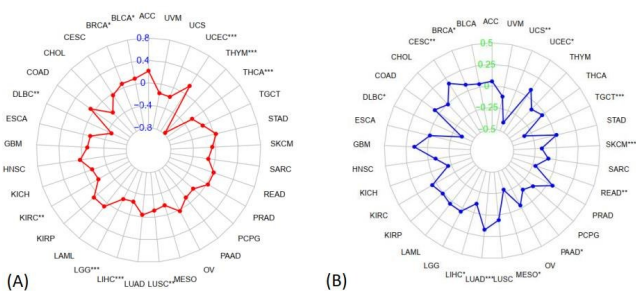 ACC
UVM
UCS
UCEC***
THYM***
THCA***
TGCT
STAD
SKCM
SARC
READ
PRAD
PCPG
PAAD
OV
MESO
LUSC**
LUAD
LIHC***
LGG***
LAML
KIRP
KIRC**
KICH
HNSC
GBM
ESCA
DLBC**
COAD
CHOL
CESC
BRCA*
BLCA*
0.8
0.4
0
-0.4
-0.8
(A)
ACC
UVM
UCS**
UCEC*
THYM
THCA
TGCT***
STAD
SKCM***
SARC
READ**
PRAD
PCPG
PAAD*
OV
MESO*
LUSC
LUAD***
LIHC*
LGG
LAML
KIRP
KIRC
KICH
HNSC
GBM
ESCA
DLBC*
COAD
CHOL
CESC**
BRCA*
BLCA
0.5
0.25
0
-0.25
-0.5
(B)